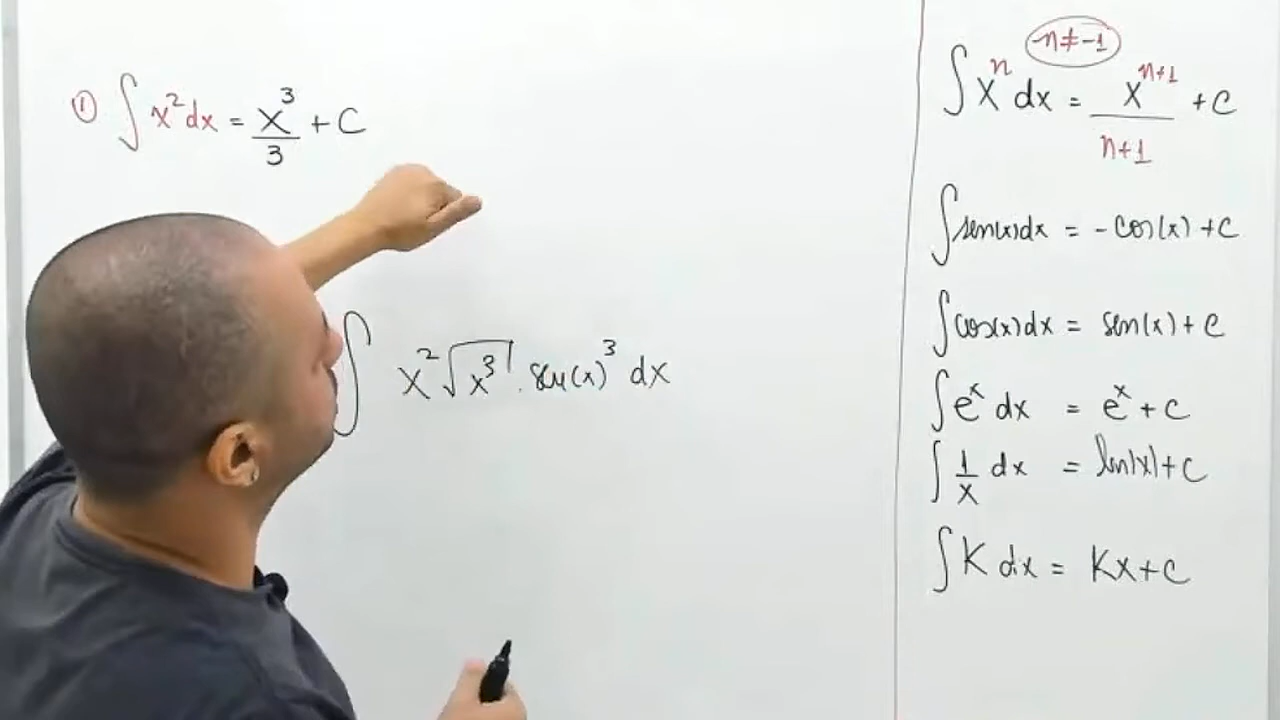 ① ∫ x² dx = x³/3 + C
∫ x² √x³ . sen(x)³ dx
n≠-1
∫ xⁿ dx = xⁿ⁺¹/n+1 + C
∫ sen(x)dx = -cos(x) + C
∫ cos(x)dx = sen(x) + C
∫ eˣ dx = eˣ + C
∫ 1/x dx = ln|x| + C
∫ K dx = Kx + C